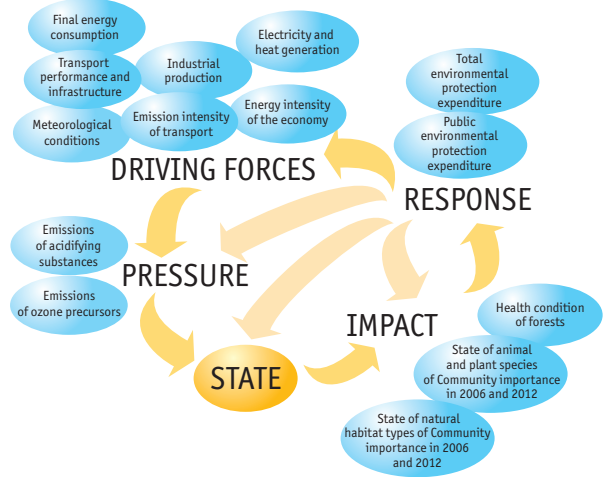 Final energy
consumption
Electricity and
heat generation
Transport
performance and
infrastructure
Industrial
production
Total
environmental
protection
expenditure
Meteorological
conditions
Emission intensity
of transport
Energy intensity
of the economy
Public
environmental
protection
expenditure
DRIVING FORCES
RESPONSE
Emissions
of acidifying
substances
PRESSURE
Emissions
of ozone precursors
IMPACT
Health condition
of forests
STATE
State of animal
and plant species
of Community importance
in 2006 and 2012
State of natural
habitat types of Community
importance in 2006
and 2012